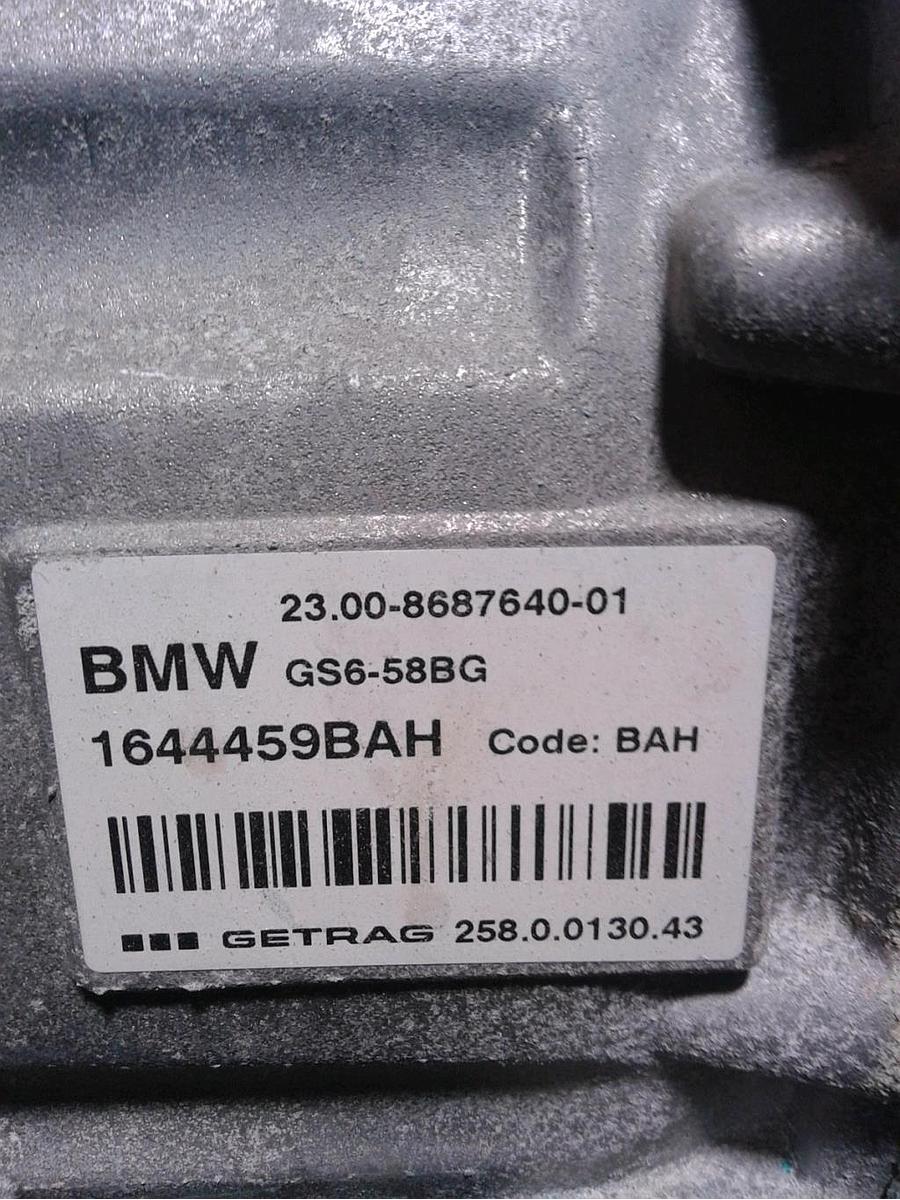 23.00-8687640-01
BMW GS6-58BG
1644459BAH Code: BAH
GETRAG 258.0.0130.43